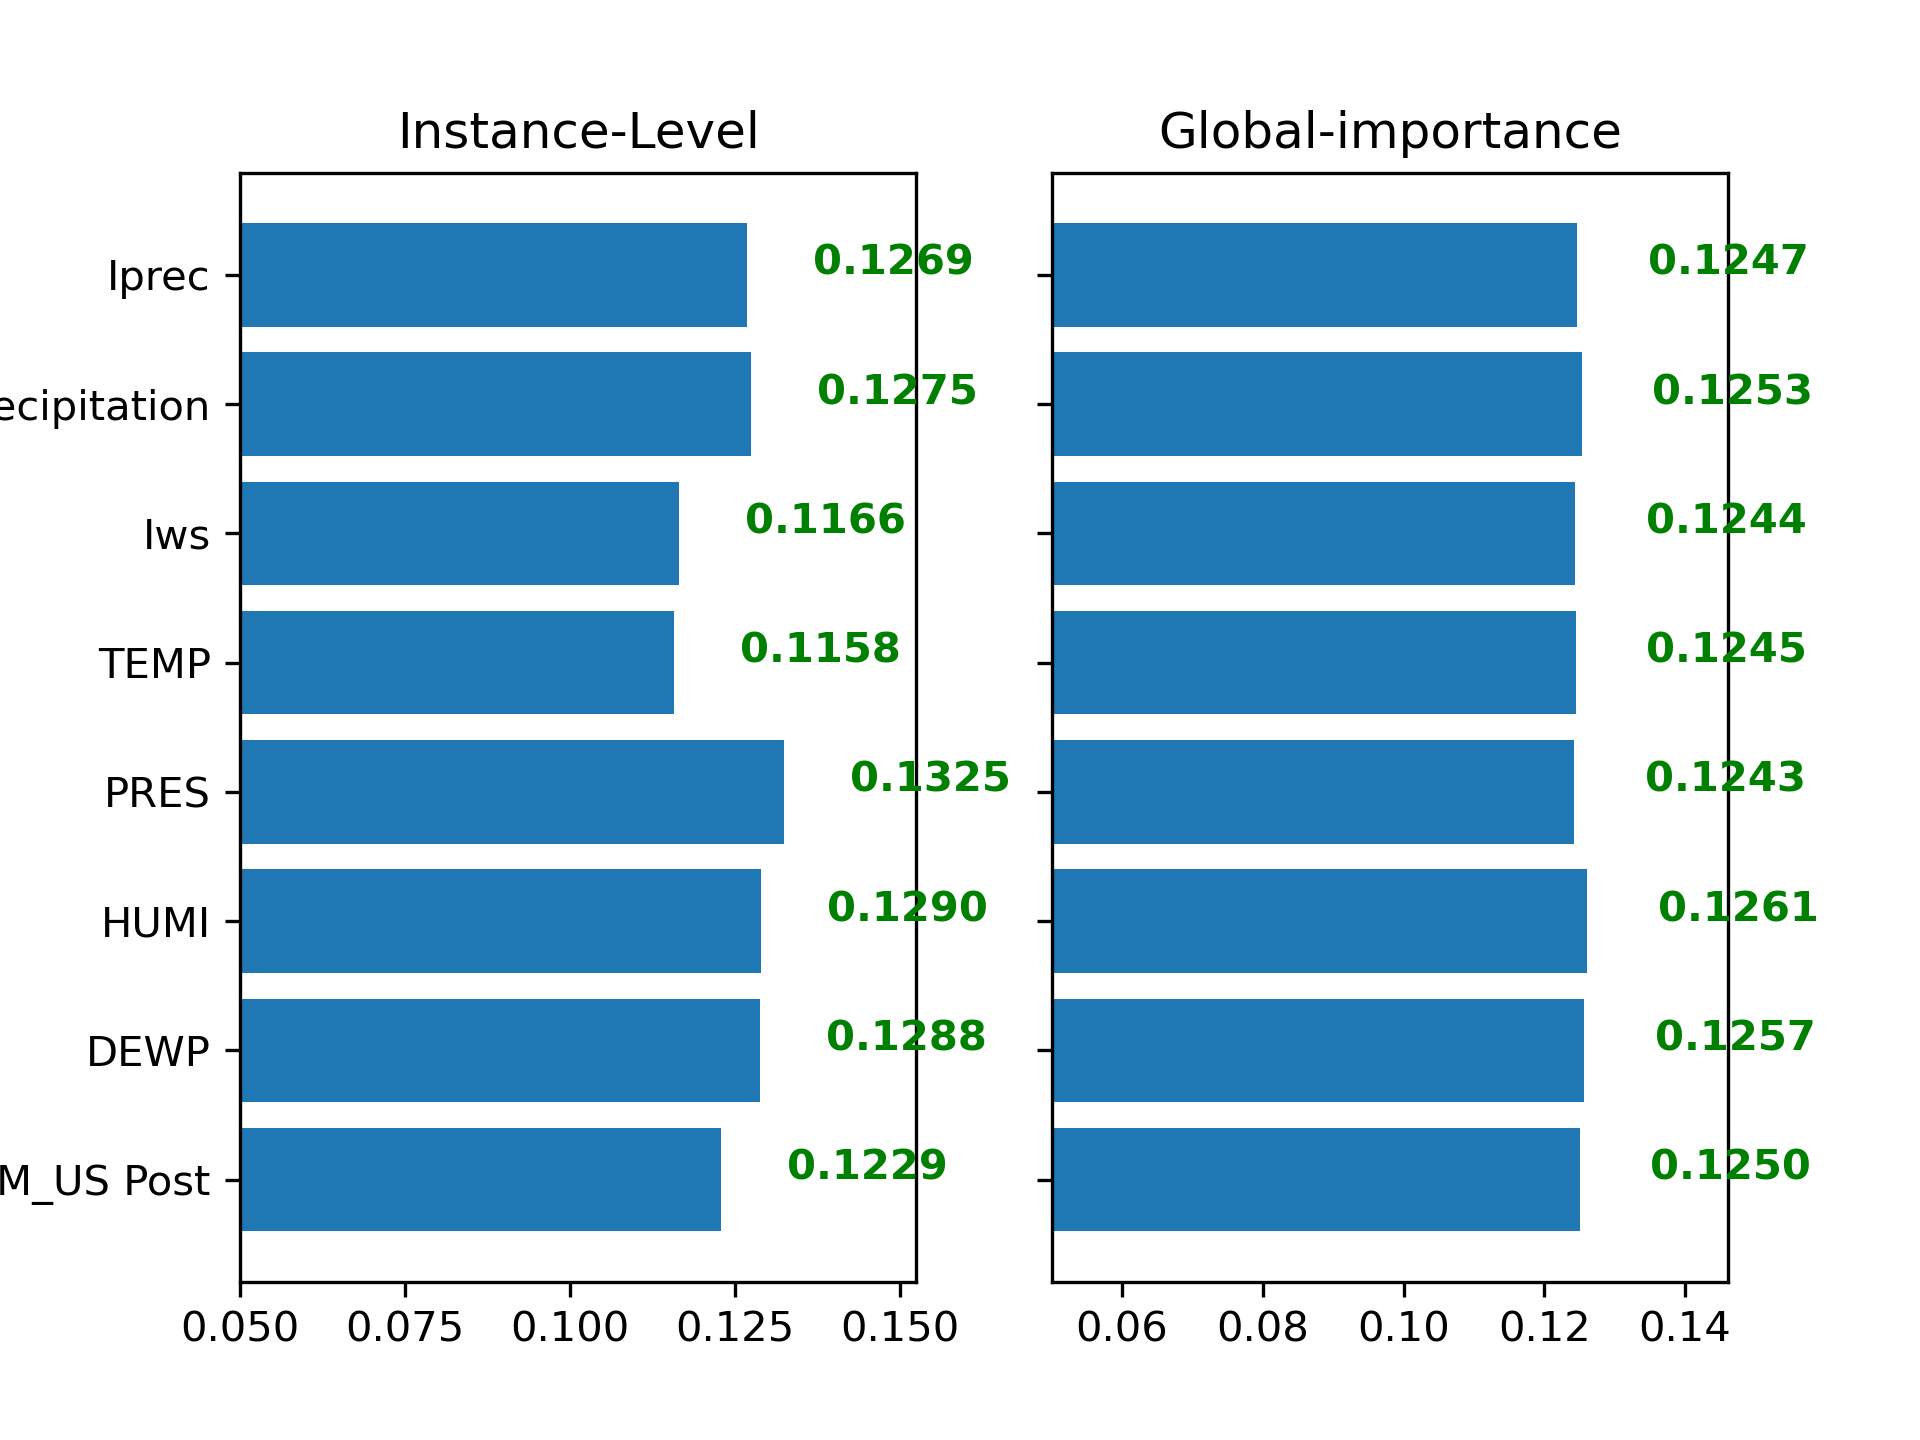 Instance-Level Global-importance
Iprec 0.1269 0.1247
ecipitation 0.1275 0.1253
Iws 0.1166 0.1244
TEMP 0.1158 0.1245
PRES 0.1325 0.1243
HUMI 0.1290 0.1261
DEWP 0.1288 0.1257
M_US Post 0.1229 0.1250
0.050 0.075 0.100 0.125 0.150 0.06 0.08 0.10 0.12 0.14